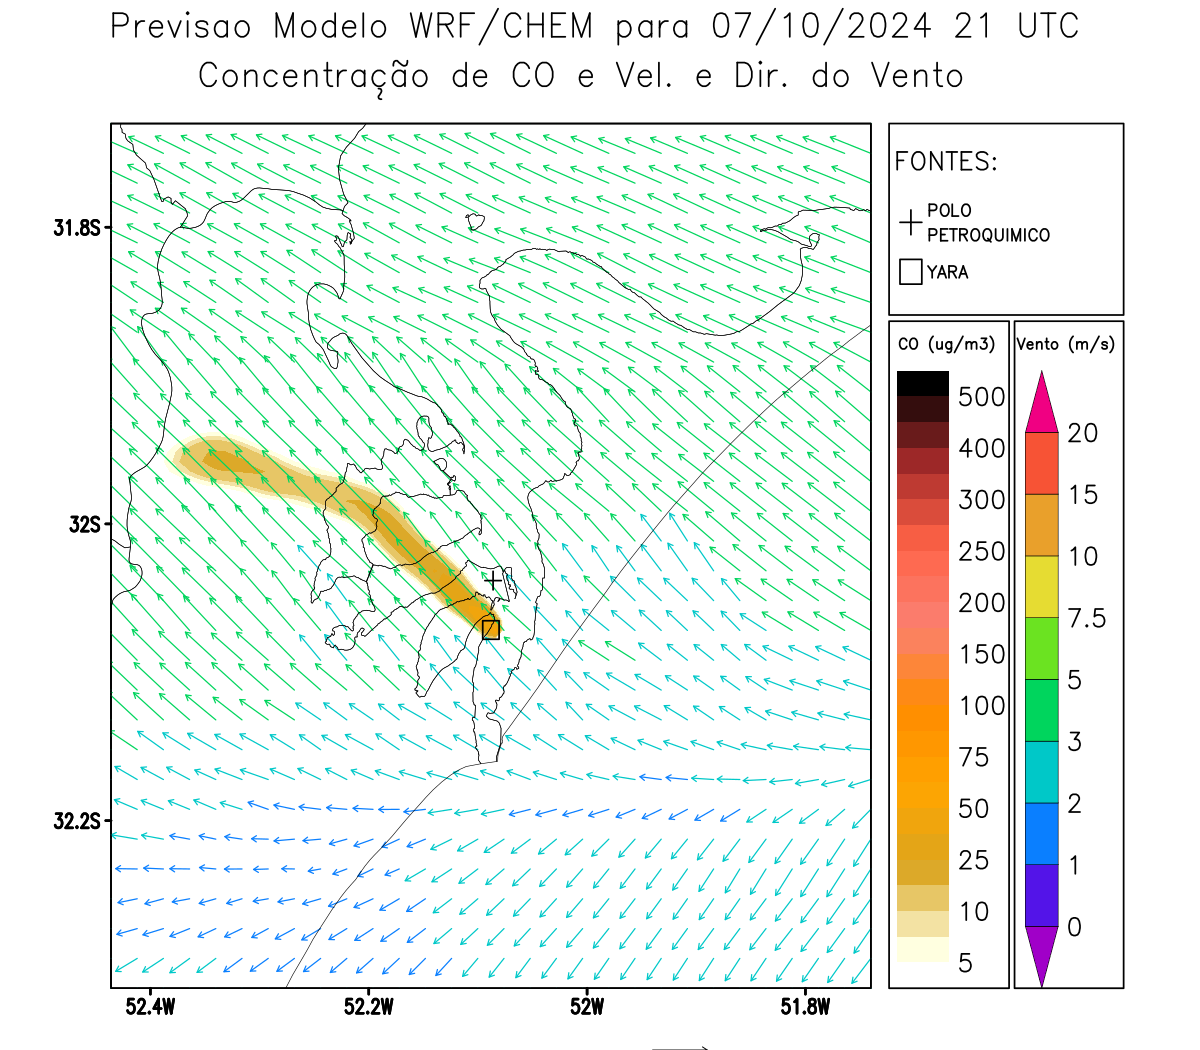 Previsao Modelo WRF/CHEM para 07/10/2024 21 UTC
Concentração de CO e Vel. e Dir. do Vento
FONTES:
POLO
PETROQUIMICO
YARA
CO (ug/m3)
500
400
300
250
200
150
100
75
50
25
10
5
Vento (m/s)
20
15
10
7.5
5
3
2
1
0
31.8S
32S
32.2S
52.4W
52.2W
52W
51.8W